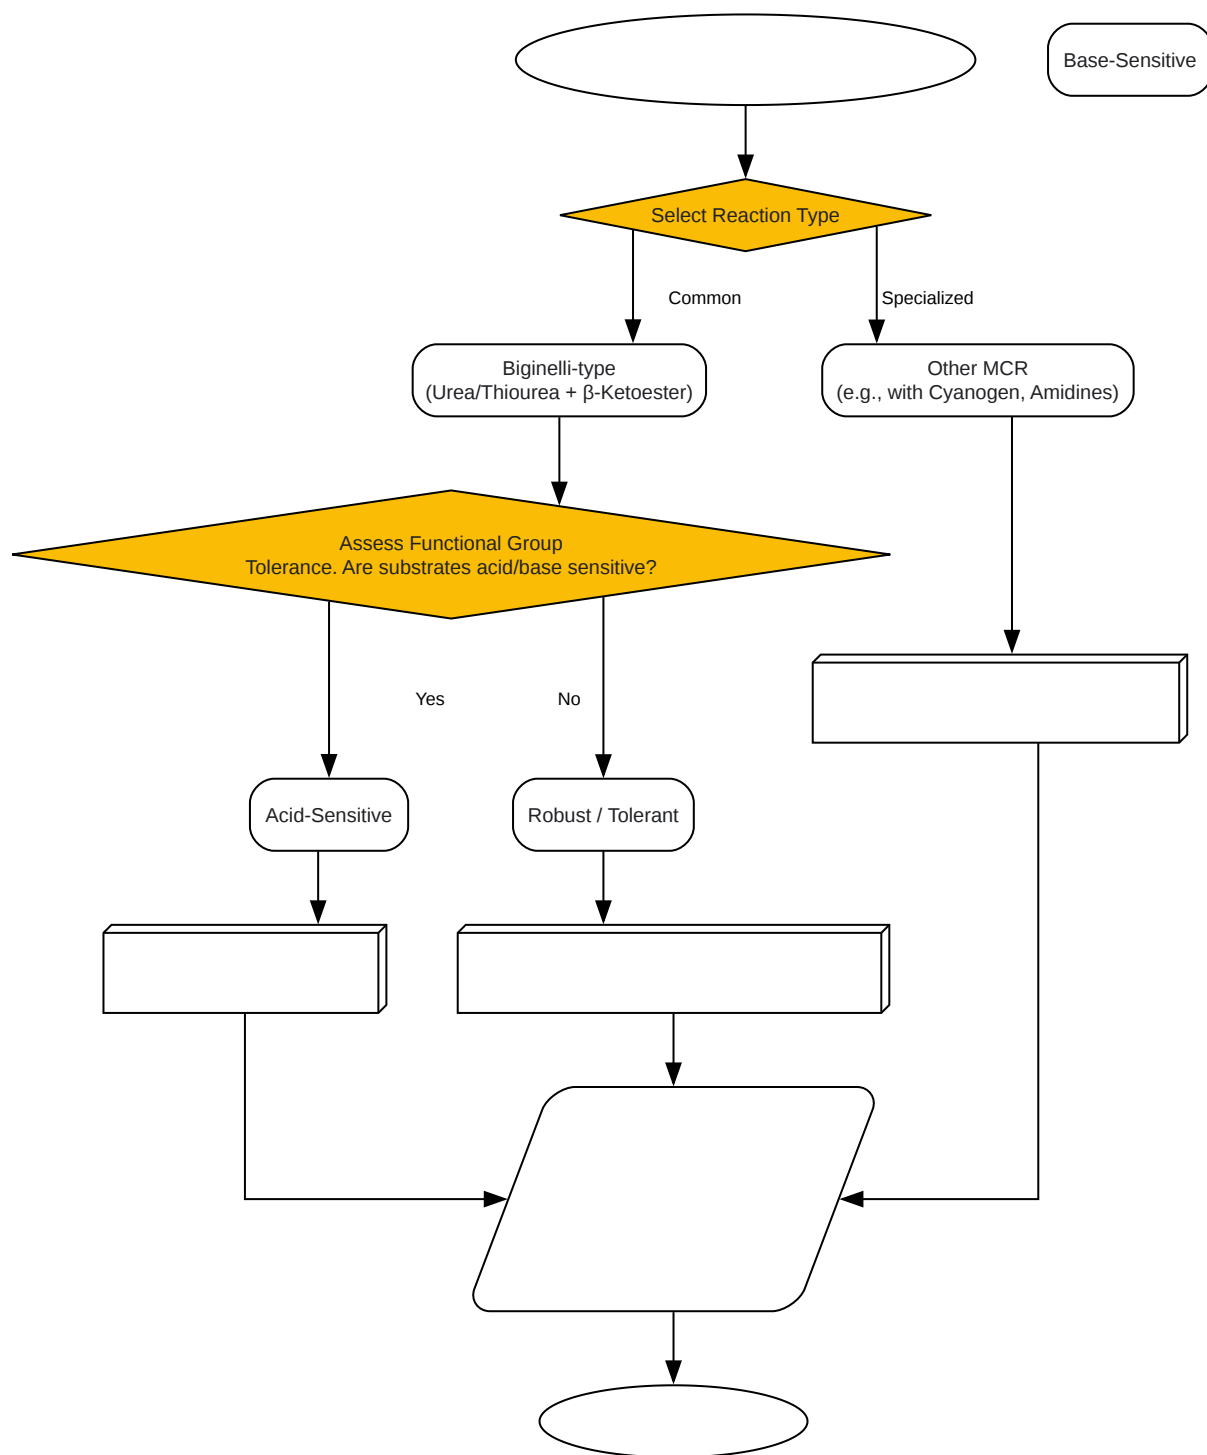 Base-Sensitive
Select Reaction Type
Common
Specialized
Biginelli-type
(Urea/Thiourea + β-Ketoester)
Other MCR
(e.g., with Cyanogen, Amidines)
Assess Functional Group
Tolerance. Are substrates acid/base sensitive?
Yes
No
Acid-Sensitive
Robust / Tolerant